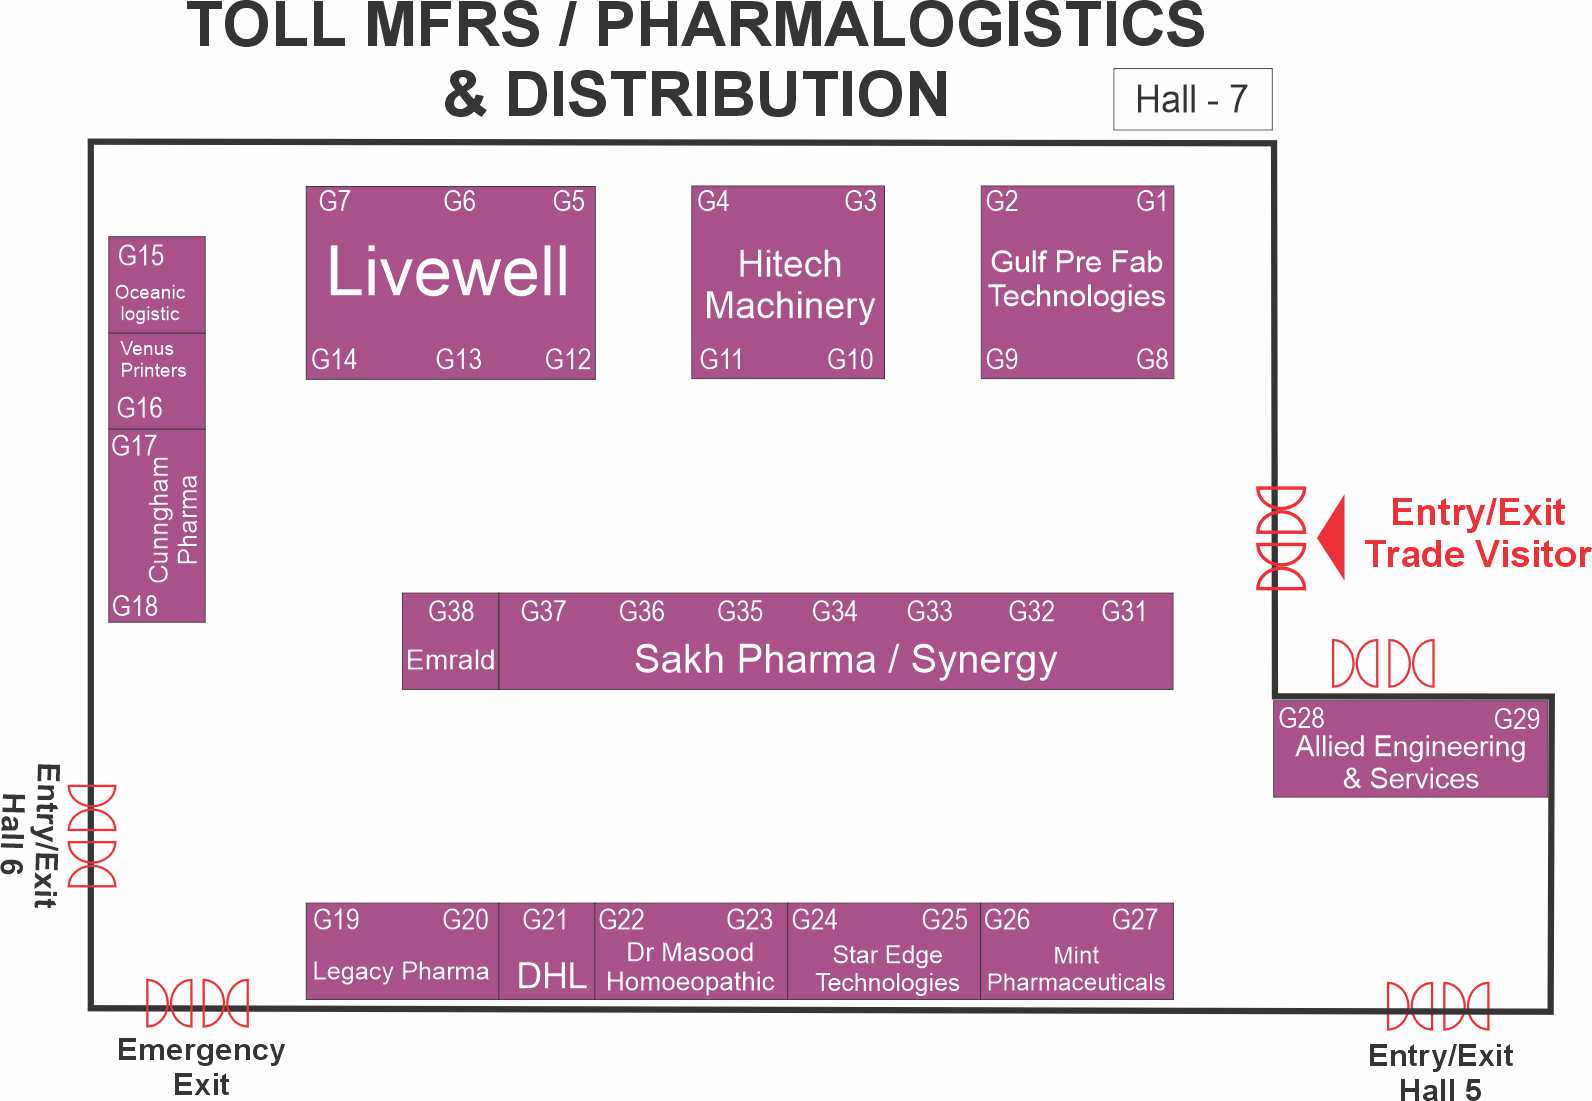 TOLL MFRS / PHARMALOGISTICS
& DISTRIBUTION
Hall - 7
G7 G6 G5
Livewell
G14 G13 G12
G4 G3
Hitech
Machinery
G11 G10
G2 G1
Gulf Pre Fab
Technologies
G9 G8
G15
Oceanic
logistic
Venus
Printers
G16
G17
Cunngham
Pharma
G18
Entry/Exit
Trade Visitor
G38
Emrald
G37 G36 G35 G34 G33 G32 G31
Sakh Pharma / Synergy
G28 G29
Allied Engineering
& Services
Entry/Exit
Hall 6
G19 G20
Legacy Pharma
G21
DHL
G22 G23
Dr Masood
Homoeopathic
G24 G25
Star Edge
Technologies
G26 G27
Mint
Pharmaceuticals
Emergency
Exit
Entry/Exit
Hall 5